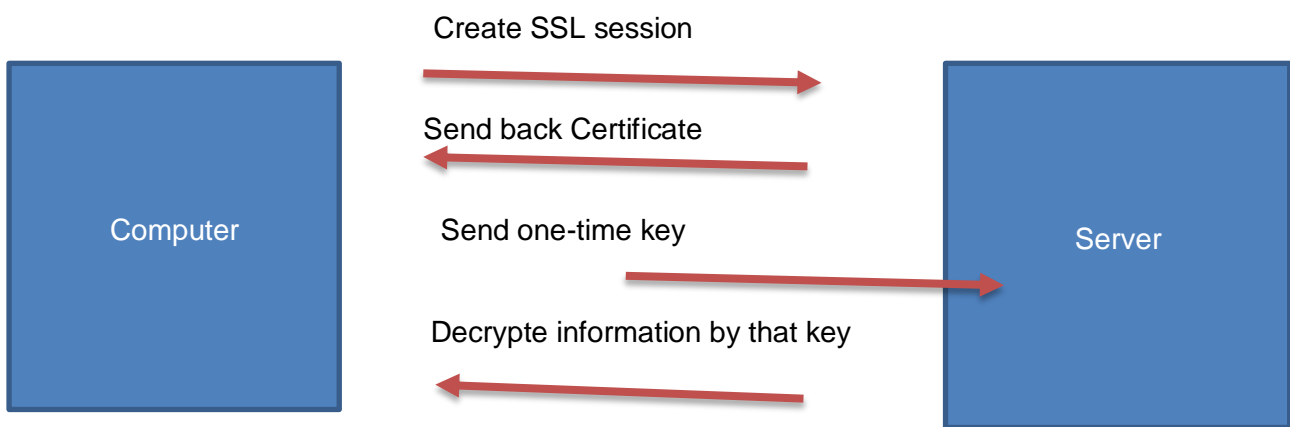 Create SSL session
Send back Certificate
Computer
Send one-time key
Server
Decrypte information by that key